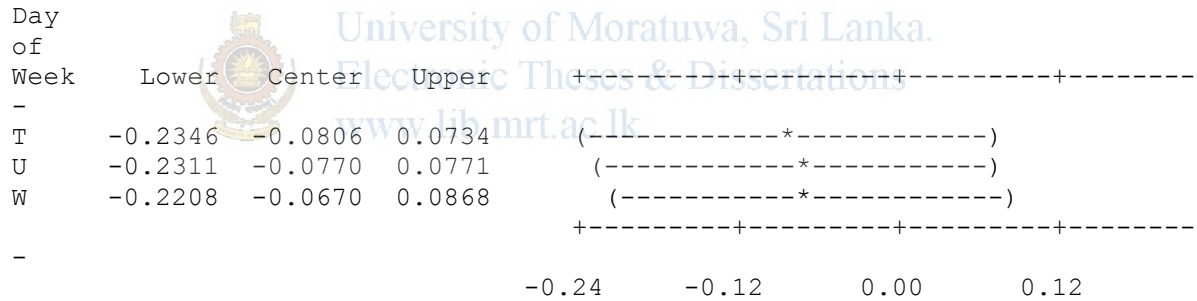 Day
of
Week    Lower   Center    Upper     +---------+---------+---------+--------
-
T     -0.2346  -0.0806   0.0734     (------------*------------)
U     -0.2311  -0.0770   0.0771      (------------*-----------)
W     -0.2208  -0.0670   0.0868       (-----------*------------)
                                    +---------+---------+---------+--------
-
                                 -0.24     -0.12      0.00      0.12
University of Moratuwa, Sri Lanka.
Electronic Theses & Dissertations
www.lib.mrt.ac.lk